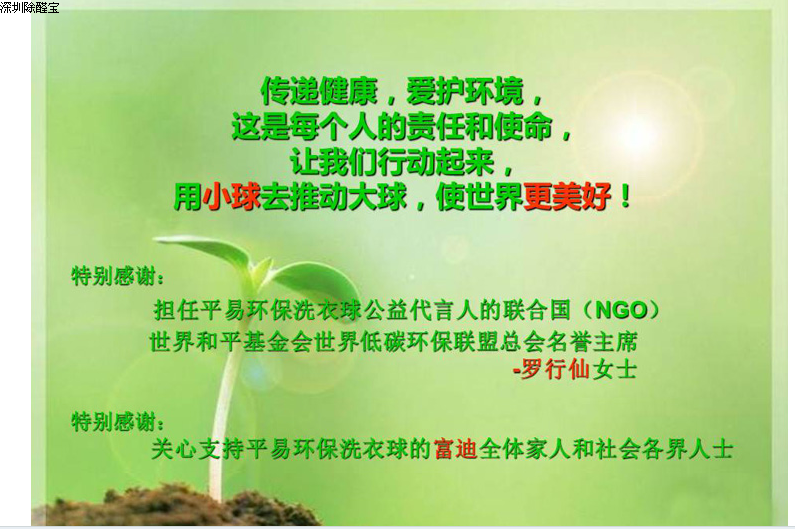 深圳除醛宝
传递健康，爱护环境，
这是每个人的责任和使命，
让我们行动起来，
用小球去推动大球，使世界更美好！
特别感谢：
担任平易环保洗衣球公益代言人的联合国（NGO）
世界和平基金会世界低碳环保联盟总会名誉主席
-罗行仙女士
特别感谢：
关心支持平易环保洗衣球的富迪全体家人和社会各界人士